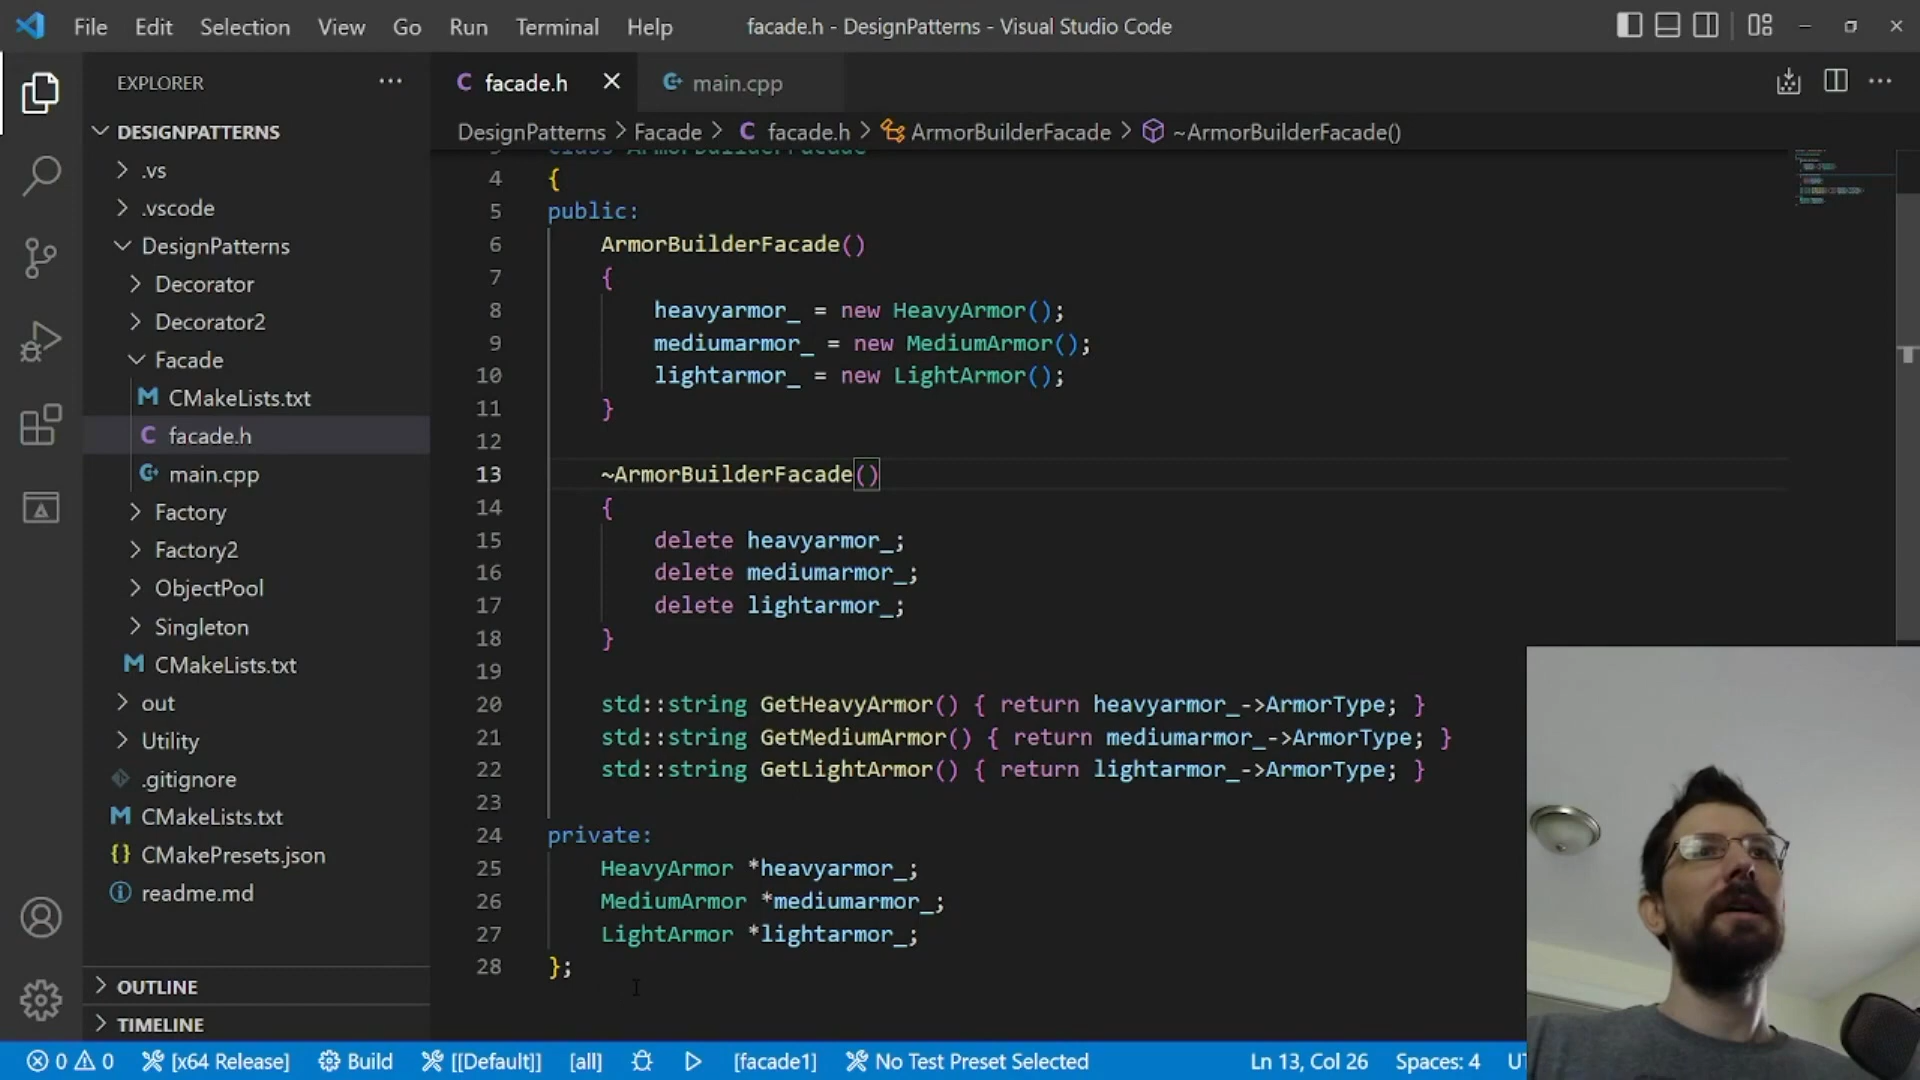 File Edit Selection View Go Run Terminal Help facade.h - DesignPatterns - Visual Studio Code
EXPLORER
DESIGNPATTERNS
.vs
.vscode
DesignPatterns
Decorator
Decorator2
Facade
CMakeLists.txt
facade.h
main.cpp
Factory
Factory2
ObjectPool
Singleton
CMakeLists.txt
out
Utility
.gitignore
CMakeLists.txt
CMakePresets.json
readme.md
OUTLINE
TIMELINE
facade.h main.cpp
DesignPatterns > Facade > facade.h > ArmorBuilderFacade > ~ArmorBuilderFacade()
3 class ArmorBuilderFacade
4 {
5 public:
6 ArmorBuilderFacade()
7 {
8 heavyarmor_ = new HeavyArmor();
9 mediumarmor_ = new MediumArmor();
10 lightarmor_ = new LightArmor();
11 }
12
13 ~ArmorBuilderFacade()
14 {
15 delete heavyarmor_;
16 delete mediumarmor_;
17 delete lightarmor_;
18 }
19
20 std::string GetHeavyArmor() { return heavyarmor_->ArmorType; }
21 std::string GetMediumArmor() { return mediumarmor_->ArmorType; }
22 std::string GetLightArmor() { return lightarmor_->ArmorType; }
23
24 private:
25 HeavyArmor *heavyarmor_;
26 MediumArmor *mediumarmor_;
27 LightArmor *lightarmor_;
28 };
0 0 [x64 Release] Build [[Default]] [all] [facade1] No Test Preset Selected Ln 13, Col 26 Spaces: 4